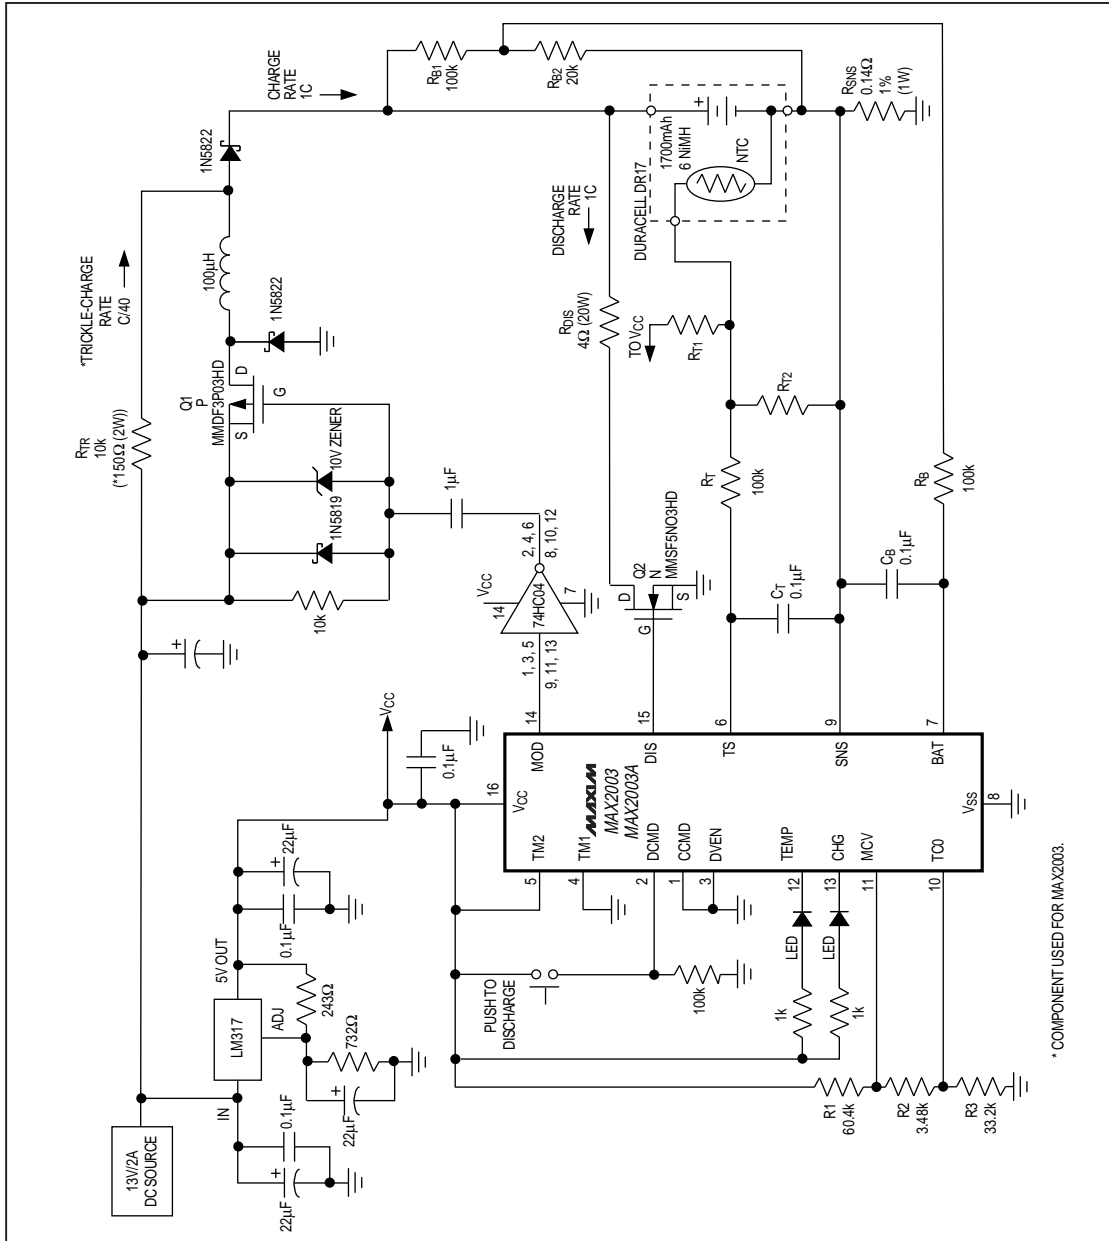 13V/2A
DC SOURCE
IN
LM317
5V OUT
ADJ
22µF
0.1µF
243Ω
732Ω
22µF
0.1µF
22µF
+
+
+
+
VCC
0.1µF
RTR
10k
(*150Ω (2W))
*TRICKLE-CHARGE
RATE
C/40
10k
1N5819
10V ZENER
Q1
P
MMDF3P03HD
S
D
G
1µF
1N5822
100µH
1N5822
CHARGE
RATE
1C
VCC
14
74HC04
7
1, 3, 5
9, 11, 13
2, 4, 6
8, 10, 12
DISCHARGE
RATE
1C
RDIS
4Ω (20W)
Q2
N
MMSF5NO3HD
D
S
G
RB1
100k
RB2
20k
DURACELL DR17
1700mAh
6 NiMH
+
NTC
RSNS
0.14Ω
1%
(1W)
TO VCC
RT1
RT2
RT
100k
CT
0.1µF
CB
0.1µF
RB
100k
14
15
6
9
7
16
MOD
DIS
TS
SNS
BAT
VCC
MAXIM
MAX2003
MAX2003A
VSS
8
TM2
TM1
DCMD
CCMD
DVEN
TEMP
CHG
MCV
TC0
5
4
2
1
3
12
13
11
10
PUSH TO
DISCHARGE
100k
LED
LED
1k
1k
R1
60.4k
R2
3.48k
R3
33.2k
* COMPONENT USED FOR MAX2003.